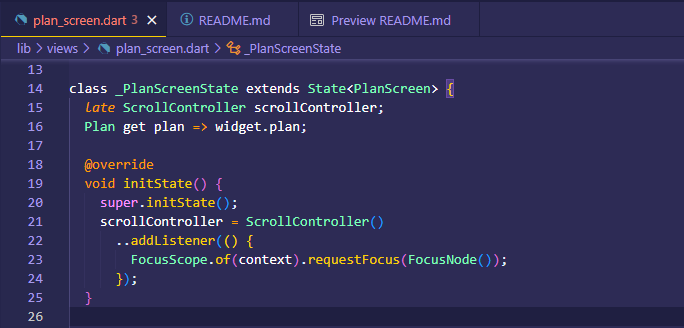 plan_screen.dart 3 README.md Preview README.md
lib > views > plan_screen.dart > _PlanScreenState
13
14 class _PlanScreenState extends State<PlanScreen> {
15 late ScrollController scrollController;
16 Plan get plan => widget.plan;
17
18 @override
19 void initState() {
20 super.initState();
21 scrollController = ScrollController()
22 ..addListener(() {
23 FocusScope.of(context).requestFocus(FocusNode());
24 });
25 }
26